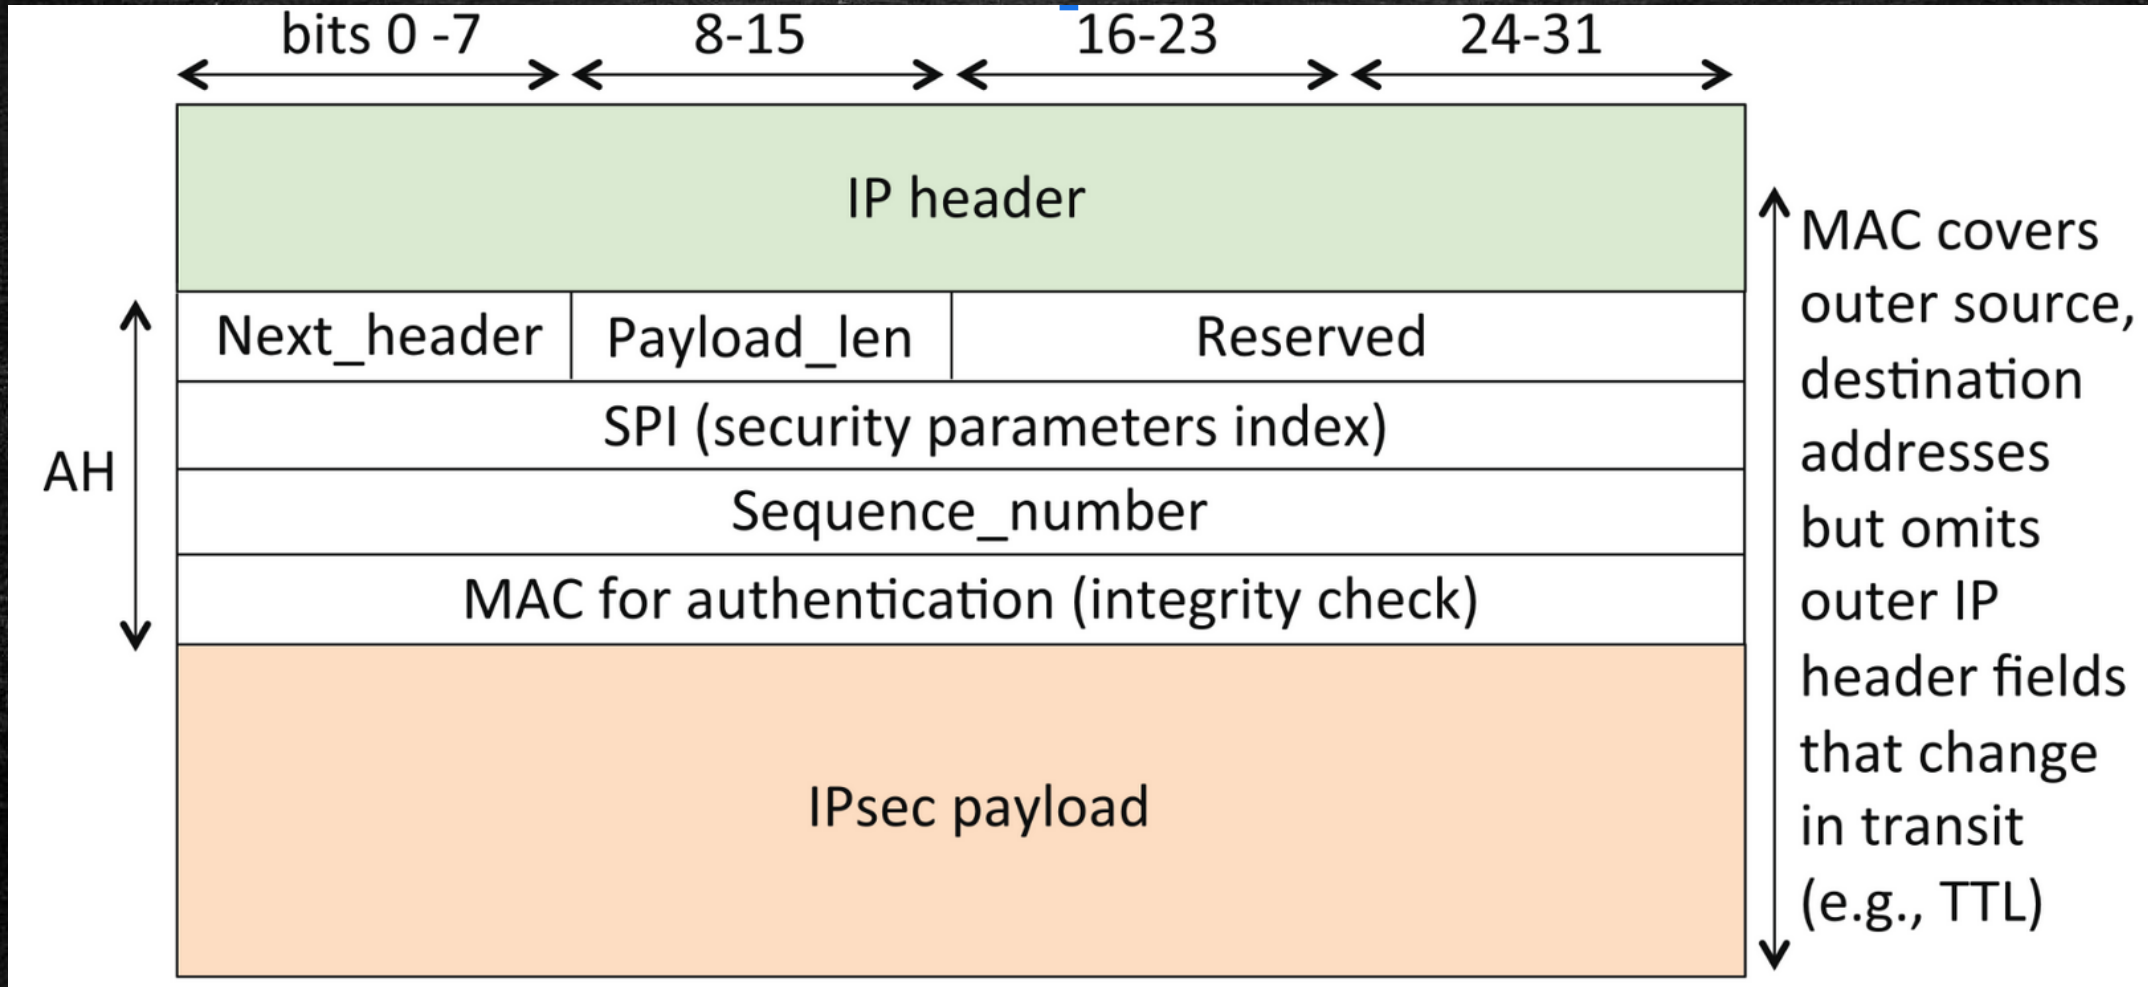 bits 0 -7 8-15 16-23 24-31
IP header
Next_header Payload_len Reserved
SPI (security parameters index)
Sequence_number
MAC for authentication (integrity check)
AH
IPsec payload
MAC covers
outer source,
destination
addresses
but omits
outer IP
header fields
that change
in transit
(e.g., TTL)